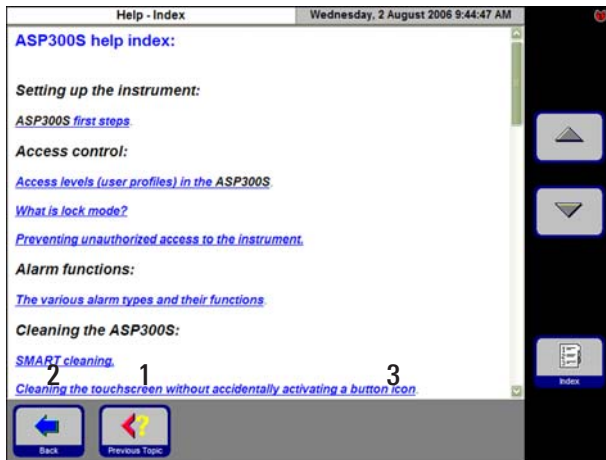 Help - Index
Wednesday, 2 August 2006 9:44:47 AM
ASP300S help index:
Setting up the instrument:
ASP300S first steps.
Access control:
Access levels (user profiles) in the ASP300S.
What is lock mode?
Preventing unauthorized access to the instrument.
Alarm functions:
The various alarm types and their functions.
Cleaning the ASP300S:
SMART cleaning.
2 1 3
Cleaning the touchscreen without accidentally activating a button icon.
Index
Back
Previous Topic